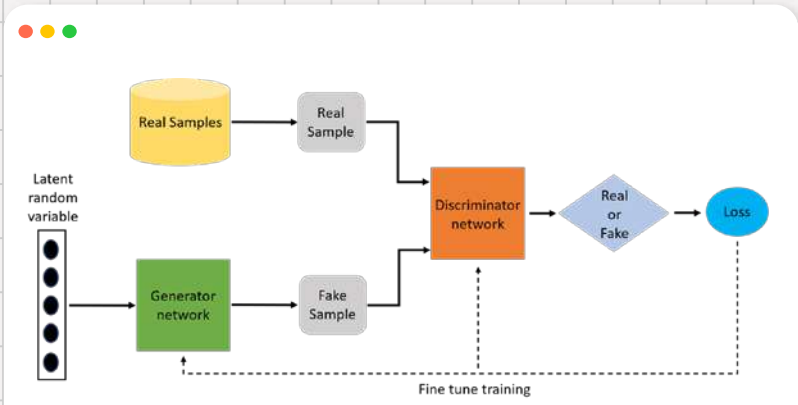 Real Samples
Real
Sample
Latent
random
variable
Discriminator
network
Real
or
Fake
Loss
Generator
network
Fake
Sample
Fine tune training